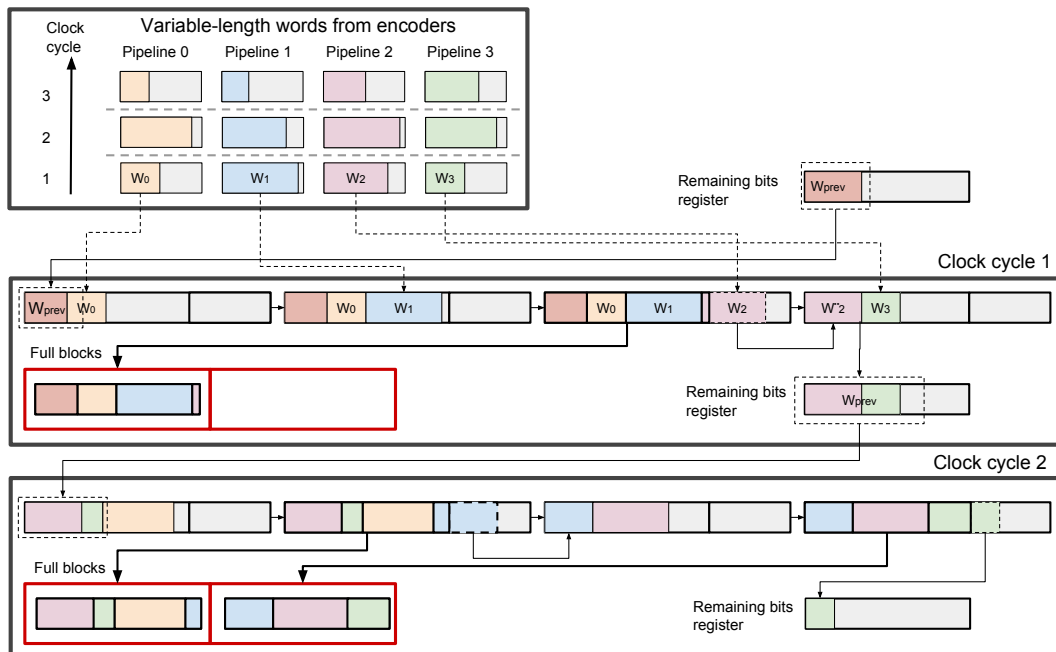 Clock
cycle
Variable-length words from encoders
Pipeline 0 Pipeline 1 Pipeline 2 Pipeline 3
3
2
1 W0 W1 W2 W3
Remaining bits
register
Wprev
Clock cycle 1
Wprev W0 W0 W1 W0 W1 W2 W¨2 W3
Full blocks
Remaining bits
register
Wprev
Clock cycle 2
Full blocks
Remaining bits
register